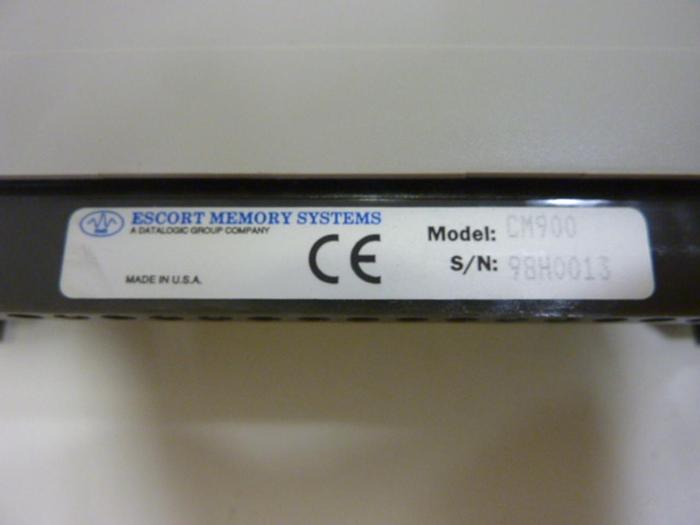 ESCORT MEMORY SYSTEMS
A DATALOGIC GROUP COMPANY
CE
Model: CM900
S/N: 98H0013
MADE IN U.S.A.